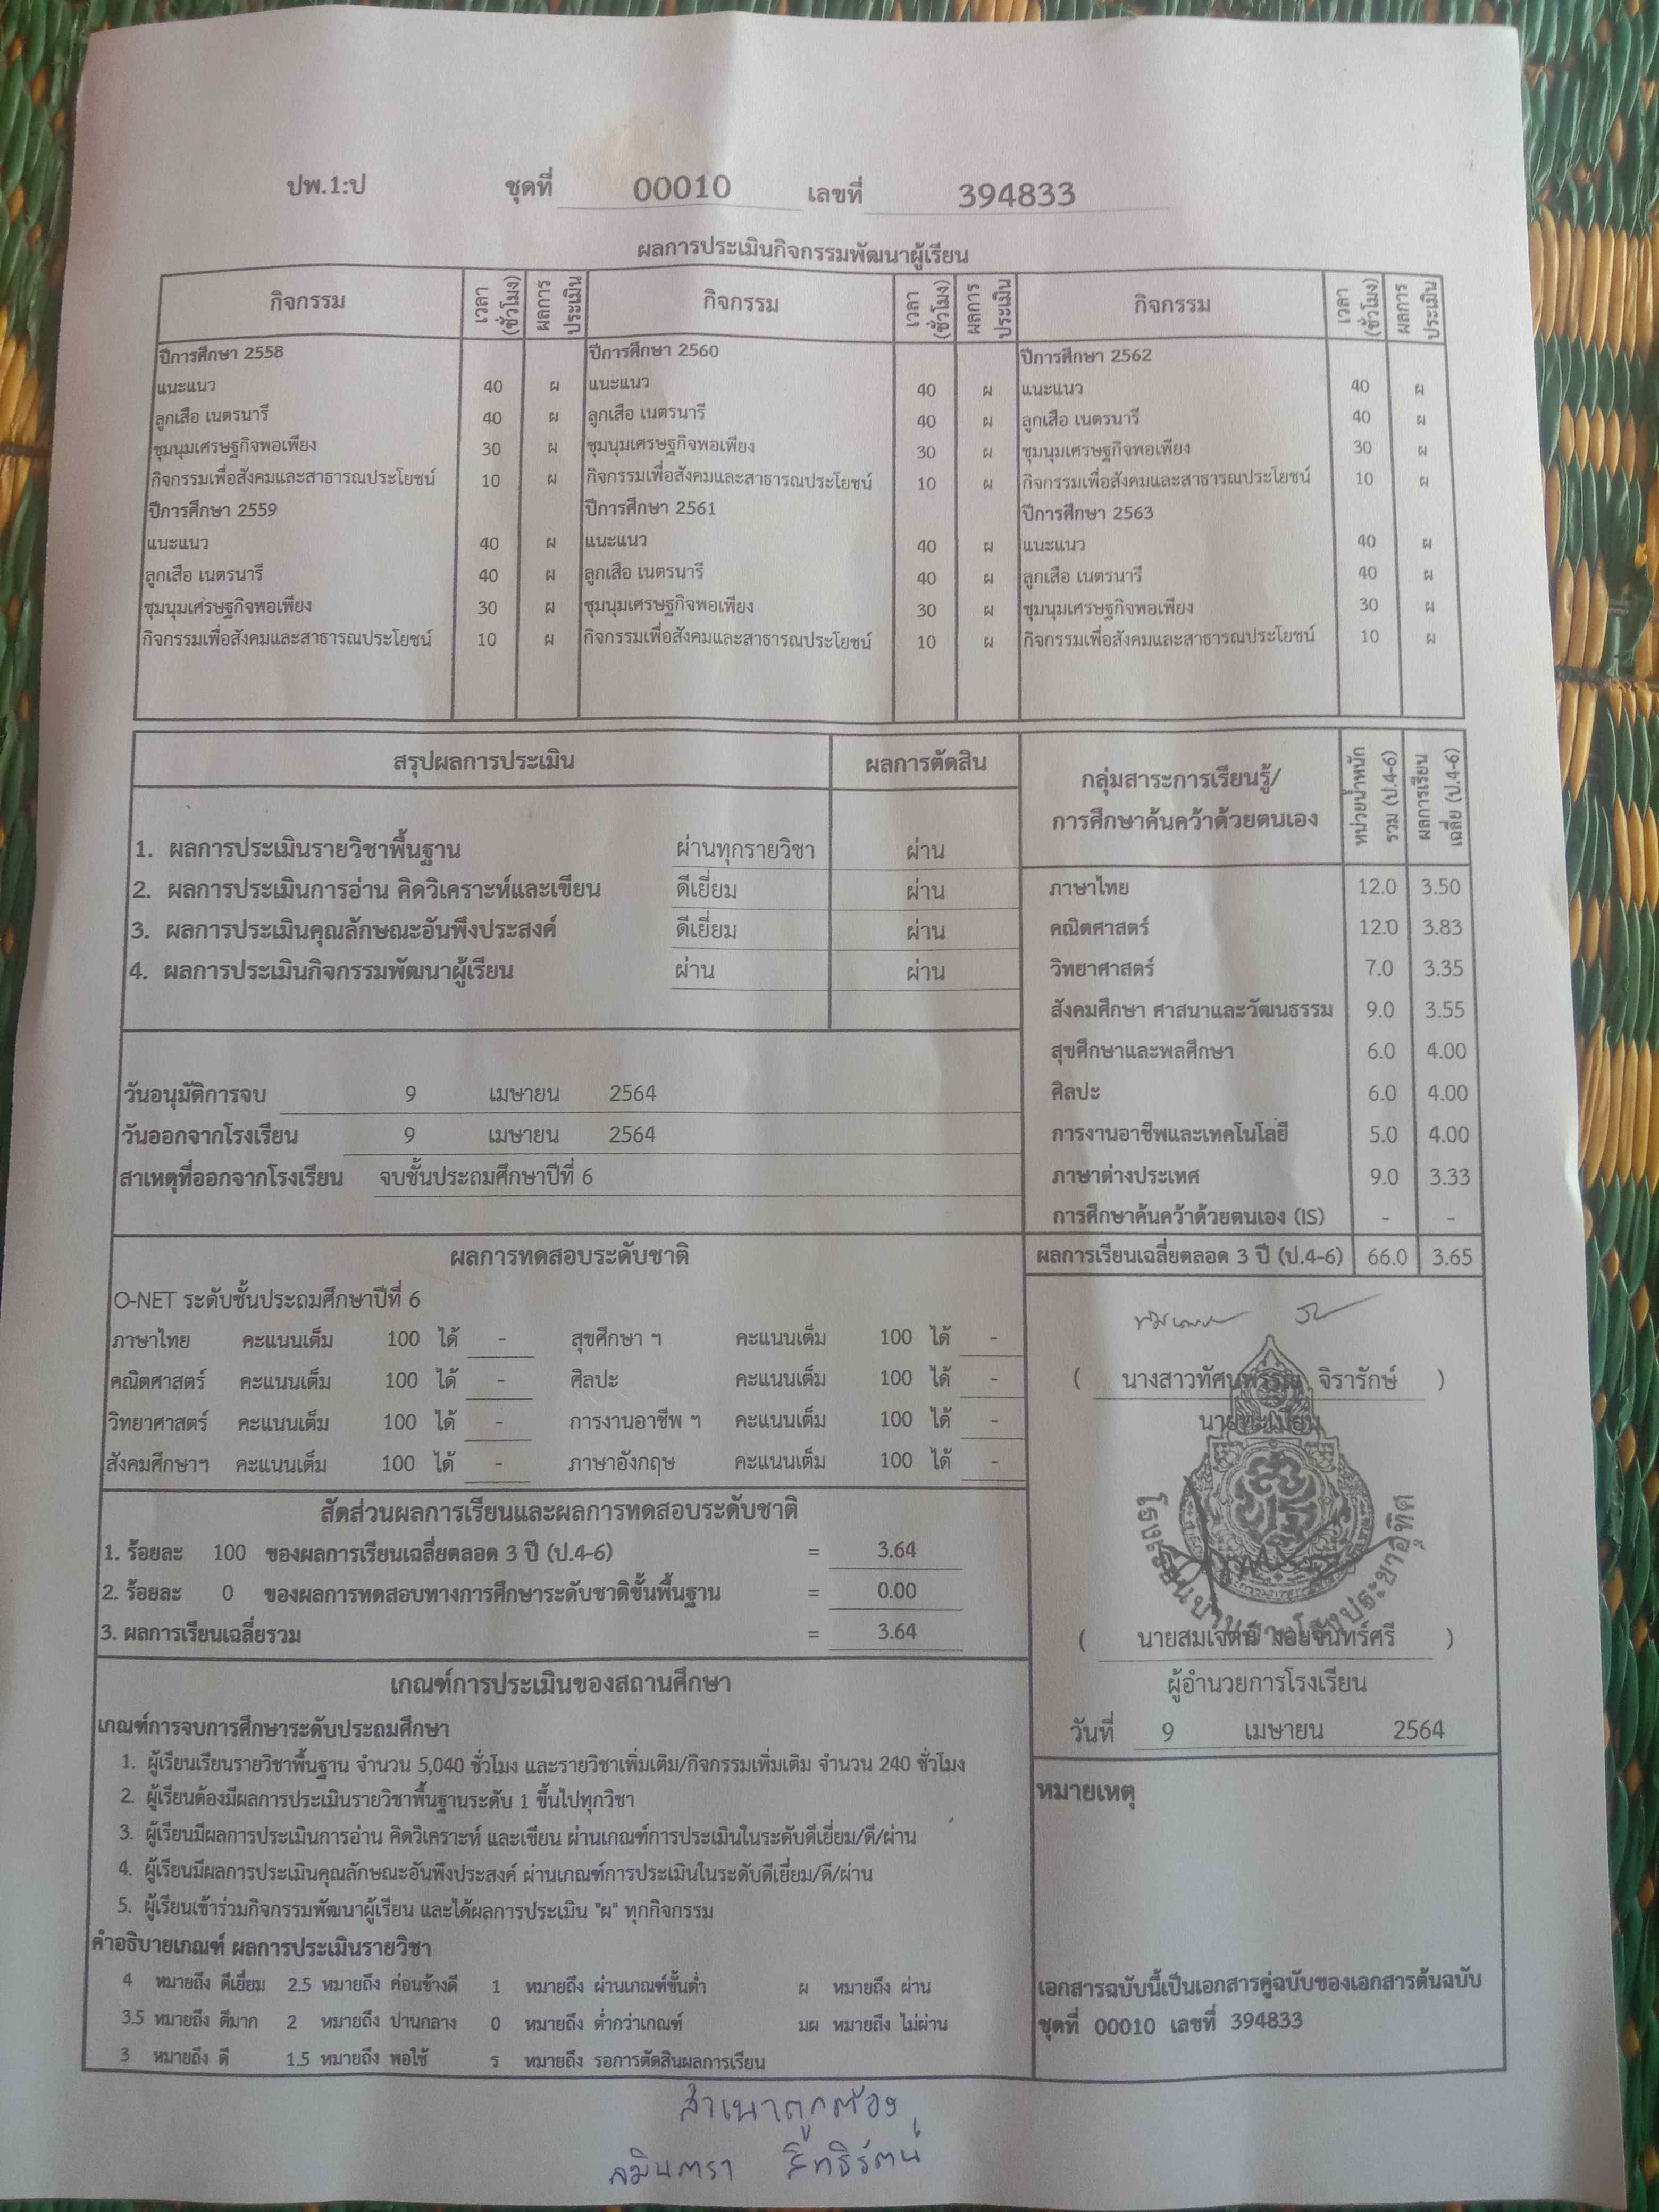 ปพ.1:ป ชุดที่ 00010 เลขที่ 394833
ผลการประเมินกิจกรรมพัฒนาผู้เรียน
กิจกรรม เวลา (ชั่วโมง) ผลการประเมิน กิจกรรม เวลา (ชั่วโมง) ผลการประเมิน กิจกรรม เวลา (ชั่วโมง) ผลการประเมิน
ปีการศึกษา 2558 ปีการศึกษา 2560 ปีการศึกษา 2562
แนะแนว 40 ผ แนะแนว 40 ผ แนะแนว 40 ผ
ลูกเสือ เนตรนารี 40 ผ ลูกเสือ เนตรนารี 40 ผ ลูกเสือ เนตรนารี 40 ผ
ชุมนุมเศรษฐกิจพอเพียง 30 ผ ชุมนุมเศรษฐกิจพอเพียง 30 ผ ชุมนุมเศรษฐกิจพอเพียง 30 ผ
กิจกรรมเพื่อสังคมและสาธารณประโยชน์ 10 ผ กิจกรรมเพื่อสังคมและสาธารณประโยชน์ 10 ผ กิจกรรมเพื่อสังคมและสาธารณประโยชน์ 10 ผ
ปีการศึกษา 2559 ปีการศึกษา 2561 ปีการศึกษา 2563
แนะแนว 40 ผ แนะแนว 40 ผ แนะแนว 40 ผ
ลูกเสือ เนตรนารี 40 ผ ลูกเสือ เนตรนารี 40 ผ ลูกเสือ เนตรนารี 40 ผ
ชุมนุมเศรษฐกิจพอเพียง 30 ผ ชุมนุมเศรษฐกิจพอเพียง 30 ผ ชุมนุมเศรษฐกิจพอเพียง 30 ผ
กิจกรรมเพื่อสังคมและสาธารณประโยชน์ 10 ผ กิจกรรมเพื่อสังคมและสาธารณประโยชน์ 10 ผ กิจกรรมเพื่อสังคมและสาธารณประโยชน์ 10 ผ
สรุปผลการประเมิน ผลการตัดสิน
1. ผลการประเมินรายวิชาพื้นฐาน ผ่านทุกรายวิชา ผ่าน
2. ผลการประเมินการอ่าน คิดวิเคราะห์และเขียน ดีเยี่ยม ผ่าน
3. ผลการประเมินคุณลักษณะอันพึงประสงค์ ดีเยี่ยม ผ่าน
4. ผลการประเมินกิจกรรมพัฒนาผู้เรียน ผ่าน ผ่าน
วันอนุมัติการจบ 9 เมษายน 2564
วันออกจากโรงเรียน 9 เมษายน 2564
สาเหตุที่ออกจากโรงเรียน จบชั้นประถมศึกษาปีที่ 6
กลุ่มสาระการเรียนรู้/
การศึกษาค้นคว้าด้วยตนเอง หน่วยน้ำหนัก รวม (ป.4-6) ผลการเรียน เฉลี่ย (ป.4-6)
ภาษาไทย 12.0 3.50
คณิตศาสตร์ 12.0 3.83
วิทยาศาสตร์ 7.0 3.35
สังคมศึกษา ศาสนาและวัฒนธรรม 9.0 3.55
สุขศึกษาและพลศึกษา 6.0 4.00
ศิลปะ 6.0 4.00
การงานอาชีพและเทคโนโลยี 5.0 4.00
ภาษาต่างประเทศ 9.0 3.33
การศึกษาค้นคว้าด้วยตนเอง (IS) - -
ผลการเรียนเฉลี่ยตลอด 3 ปี (ป.4-6) 66.0 3.65
ผลการทดสอบระดับชาติ
O-NET ระดับชั้นประถมศึกษาปีที่ 6
ภาษาไทย คะแนนเต็ม 100 ได้ - สุขศึกษา ฯ คะแนนเต็ม 100 ได้ -
คณิตศาสตร์ คะแนนเต็ม 100 ได้ - ศิลปะ คะแนนเต็ม 100 ได้ -
วิทยาศาสตร์ คะแนนเต็ม 100 ได้ - การงานอาชีพ ฯ คะแนนเต็ม 100 ได้ -
สังคมศึกษาฯ คะแนนเต็ม 100 ได้ - ภาษาอังกฤษ คะแนนเต็ม 100 ได้ -
สัดส่วนผลการเรียนและผลการทดสอบระดับชาติ
1. ร้อยละ 100 ของผลการเรียนเฉลี่ยตลอด 3 ปี (ป.4-6) = 3.64
2. ร้อยละ 0 ของผลการทดสอบทางการศึกษาระดับชาติขั้นพื้นฐาน = 0.00
3. ผลการเรียนเฉลี่ยรวม = 3.64
( นางสาวทัศนพรรณ จิรารักษ์ )
นายทะเบียน
( นายสมเจตน์ )
ผู้อำนวยการโรงเรียน
วันที่ 9 เมษายน 2564
เกณฑ์การประเมินของสถานศึกษา
เกณฑ์การจบการศึกษาระดับประถมศึกษา
1. ผู้เรียนเรียนรายวิชาพื้นฐาน จำนวน 5,040 ชั่วโมง และรายวิชาเพิ่มเติม/กิจกรรมเพิ่มเติม จำนวน 240 ชั่วโมง
2. ผู้เรียนต้องมีผลการประเมินรายวิชาพื้นฐานระดับ 1 ขึ้นไปทุกวิชา
3. ผู้เรียนมีผลการประเมินการอ่าน คิดวิเคราะห์ และเขียน ผ่านเกณฑ์การประเมินในระดับดีเยี่ยม/ดี/ผ่าน
4. ผู้เรียนมีผลการประเมินคุณลักษณะอันพึงประสงค์ ผ่านเกณฑ์การประเมินในระดับดีเยี่ยม/ดี/ผ่าน
5. ผู้เรียนเข้าร่วมกิจกรรมพัฒนาผู้เรียน และได้ผลการประเมิน "ผ" ทุกกิจกรรม
คำอธิบายเกณฑ์ ผลการประเมินรายวิชา
4 หมายถึง ดีเยี่ยม 2.5 หมายถึง ค่อนข้างดี 1 หมายถึง ผ่านเกณฑ์ขั้นต่ำ ผ หมายถึง ผ่าน
3.5 หมายถึง ดีมาก 2 หมายถึง ปานกลาง 0 หมายถึง ต่ำกว่าเกณฑ์ มผ หมายถึง ไม่ผ่าน
3 หมายถึง ดี 1.5 หมายถึง พอใช้ ร หมายถึง รอการตัดสินผลการเรียน
หมายเหตุ
เอกสารฉบับนี้เป็นเอกสารคู่ฉบับของเอกสารต้นฉบับ
ชุดที่ 00010 เลขที่ 394833
สำเนาถูกต้อง
สิทธิรัตน์